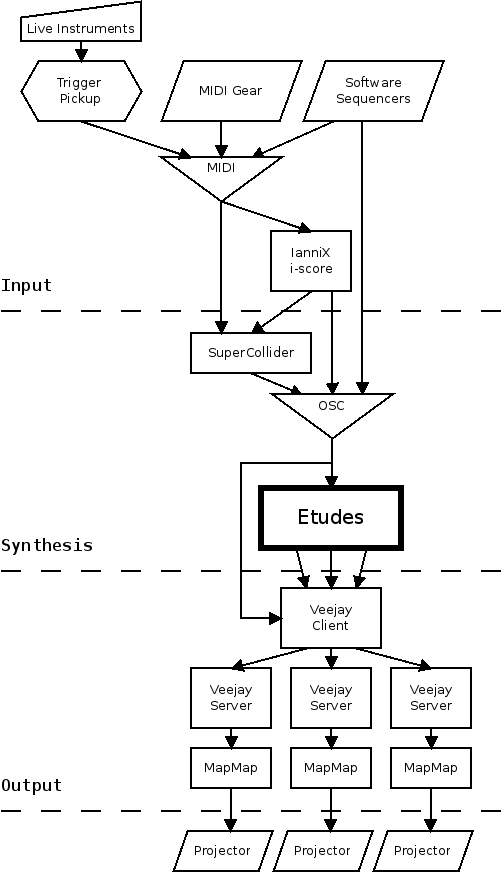 Live Instruments
Trigger
Pickup
MIDI Gear
Software
Sequencers
MIDI
IanniX
i-score
Input
SuperCollider
OSC
Etudes
Synthesis
Veejay
Client
Veejay
Server
Veejay
Server
Veejay
Server
MapMap
MapMap
MapMap
Output
Projector
Projector
Projector